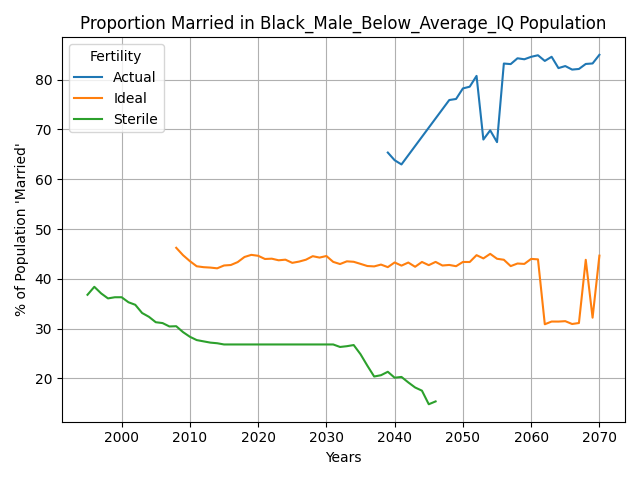 Proportion Married in Black_Male_Below_Average_IQ Population
% of Population 'Married'
80
70
60
50
40
30
20
Fertility
Actual
Ideal
Sterile
2000 2010 2020 2030 2040 2050 2060 2070
Years